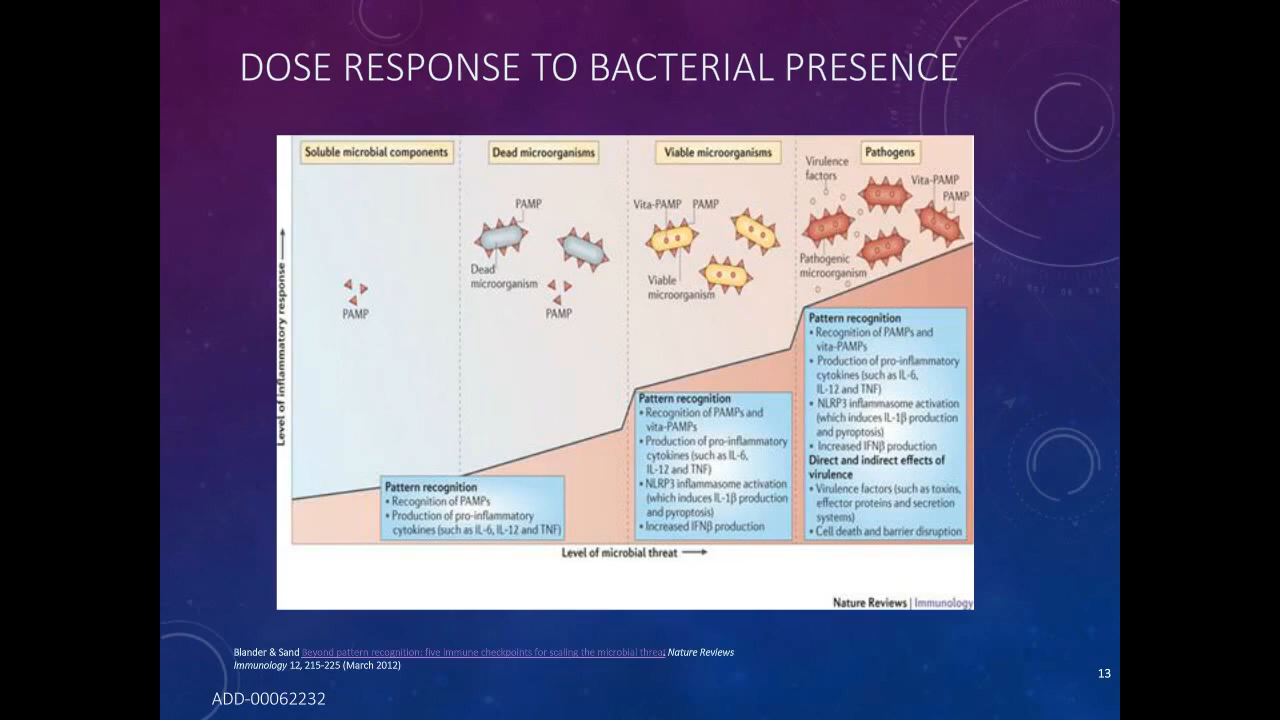 DOSE RESPONSE TO BACTERIAL PRESENCE
Soluble microbial components
Dead microorganisms
Viable microorganisms
Pathogens
Level of inflammatory response
PAMP
PAMP
Dead
microorganism
PAMP
Vita-PAMP PAMP
Viable
microorganism
Virulence
factors
Vita-PAMP
PAMP
Pathogenic
microorganism
Pattern recognition
• Recognition of PAMPs
• Production of pro-inflammatory
cytokines (such as IL-6, IL-12 and TNF)
Pattern recognition
• Recognition of PAMPs and
vita-PAMPs
• Production of pro-inflammatory
cytokines (such as IL-6,
IL-12 and TNF)
• NLRP3 inflammasome activation
(which induces IL-1β production
and pyroptosis)
• Increased IFNβ production
Pattern recognition
• Recognition of PAMPs and
vita-PAMPs
• Production of pro-inflammatory
cytokines (such as IL-6,
IL-12 and TNF)
• NLRP3 inflammasome activation
(which induces IL-1β production
and pyroptosis)
• Increased IFNβ production
Direct and indirect effects of
virulence
• Virulence factors (such as toxins,
effector proteins and secretion
systems)
• Cell death and barrier disruption
Level of microbial threat
Nature Reviews | Immunology
Blander & Sand Beyond pattern recognition: five immune checkpoints for scaling the microbial threat; Nature Reviews
Immunology 12, 215-225 (March 2012)
13
ADD-00062232